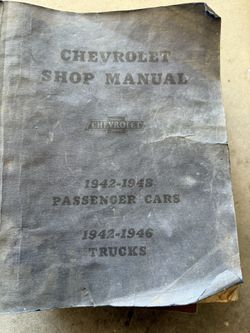 CHEVROLET
SHOP MANUAL
CHEVROLET
1942-1948
PASSENGER CARS
1942-1946
TRUCKS